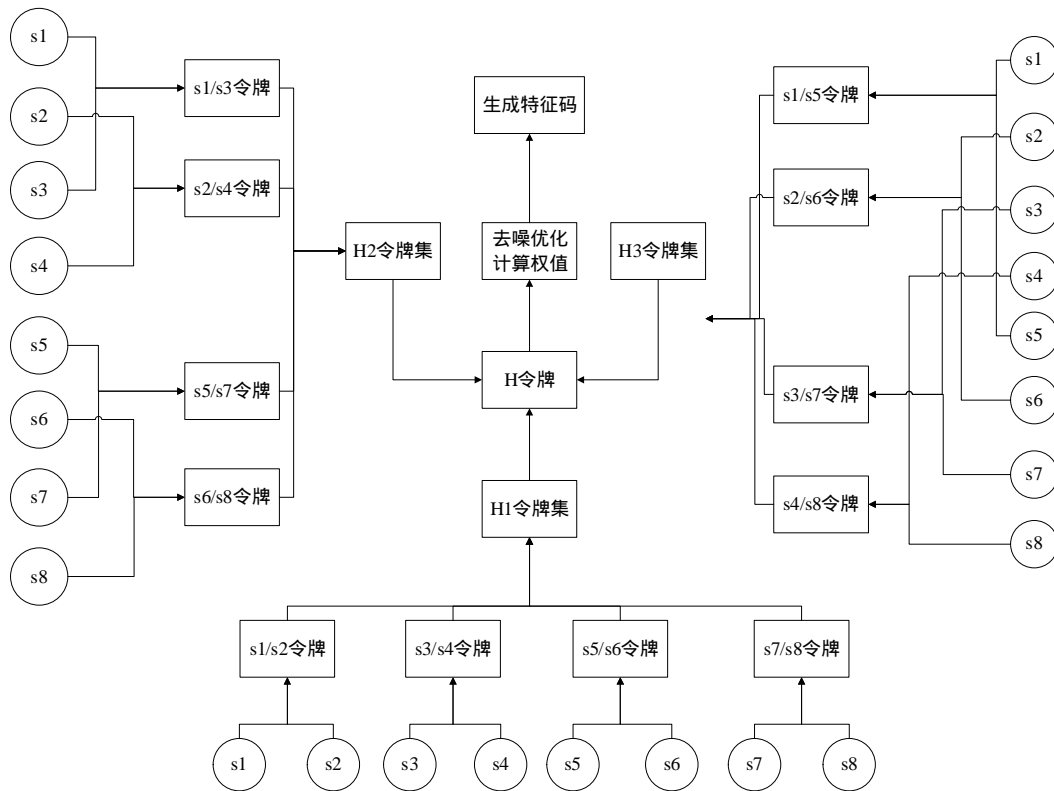 s1
s2
s3
s4
s5
s6
s7
s8
s1/s3令牌
s2/s4令牌
s5/s7令牌
s6/s8令牌
H2令牌集
生成特征码
去噪优化
计算权值
H令牌
H1令牌集
H3令牌集
s1/s5令牌
s2/s6令牌
s3/s7令牌
s4/s8令牌
s1
s2
s3
s4
s5
s6
s7
s8
s1/s2令牌
s3/s4令牌
s5/s6令牌
s7/s8令牌
s1
s2
s3
s4
s5
s6
s7
s8